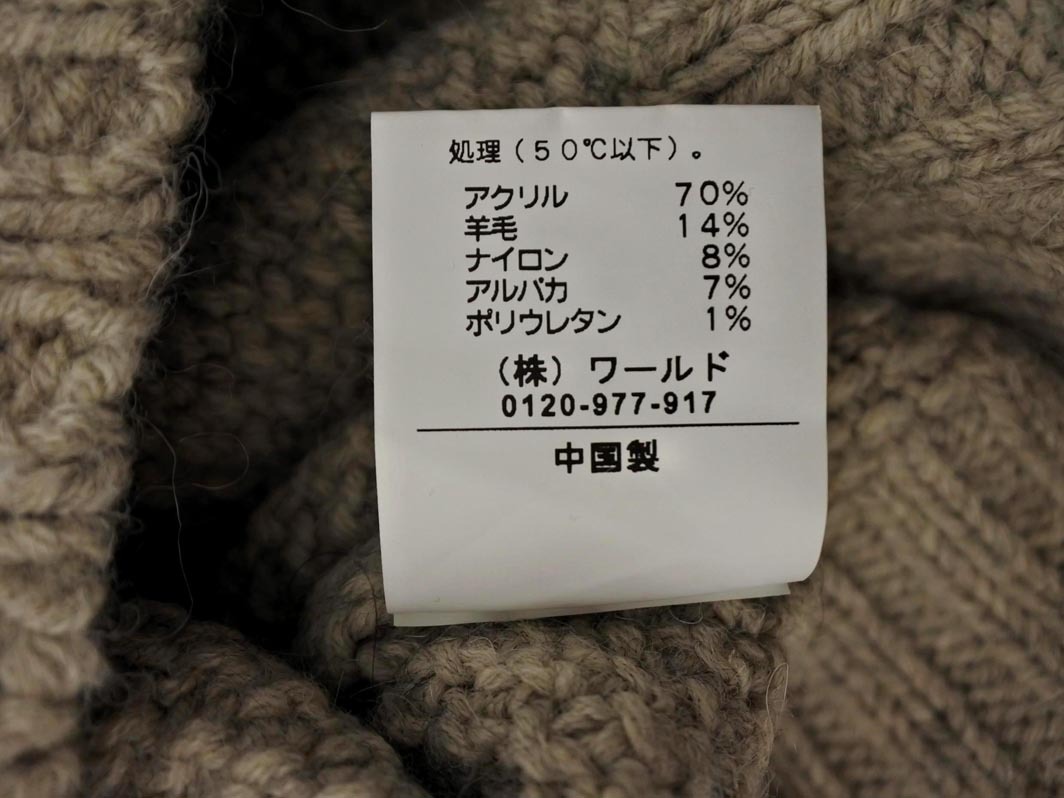 処理（５０℃以下）。
アクリル 70%
羊毛 14%
ナイロン 8%
アルパカ 7%
ポリウレタン 1%
（株）ワールド
0120-977-917
中国製